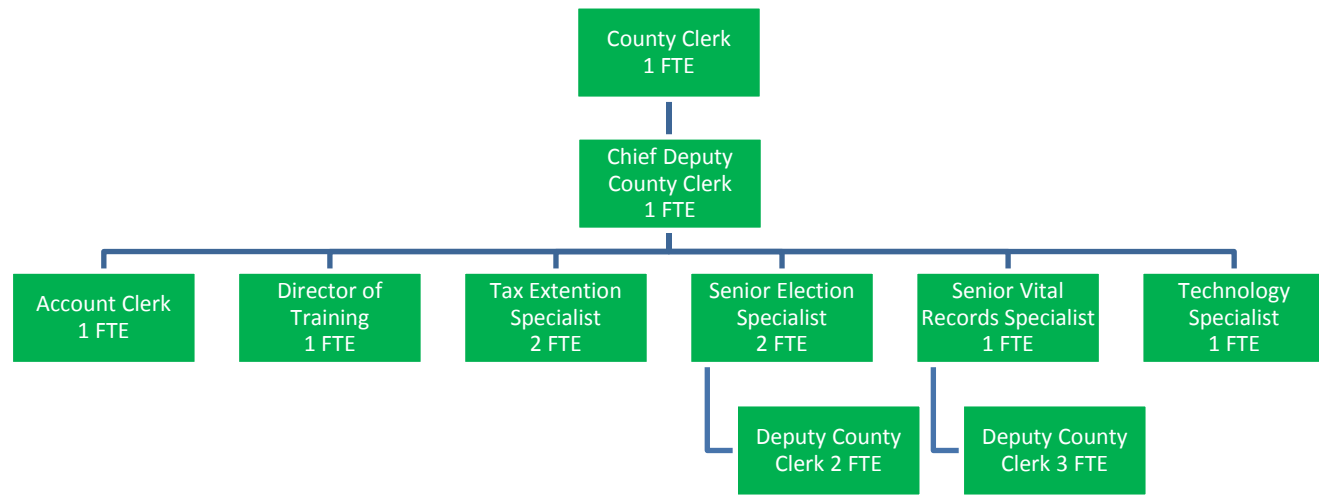 County Clerk
1 FTE
Chief Deputy
County Clerk
1 FTE
Account Clerk
1 FTE
Director of
Training
1 FTE
Tax Extention
Specialist
2 FTE
Senior Election
Specialist
2 FTE
Senior Vital
Records Specialist
1 FTE
Technology
Specialist
1 FTE
Deputy County
Clerk 2 FTE
Deputy County
Clerk 3 FTE